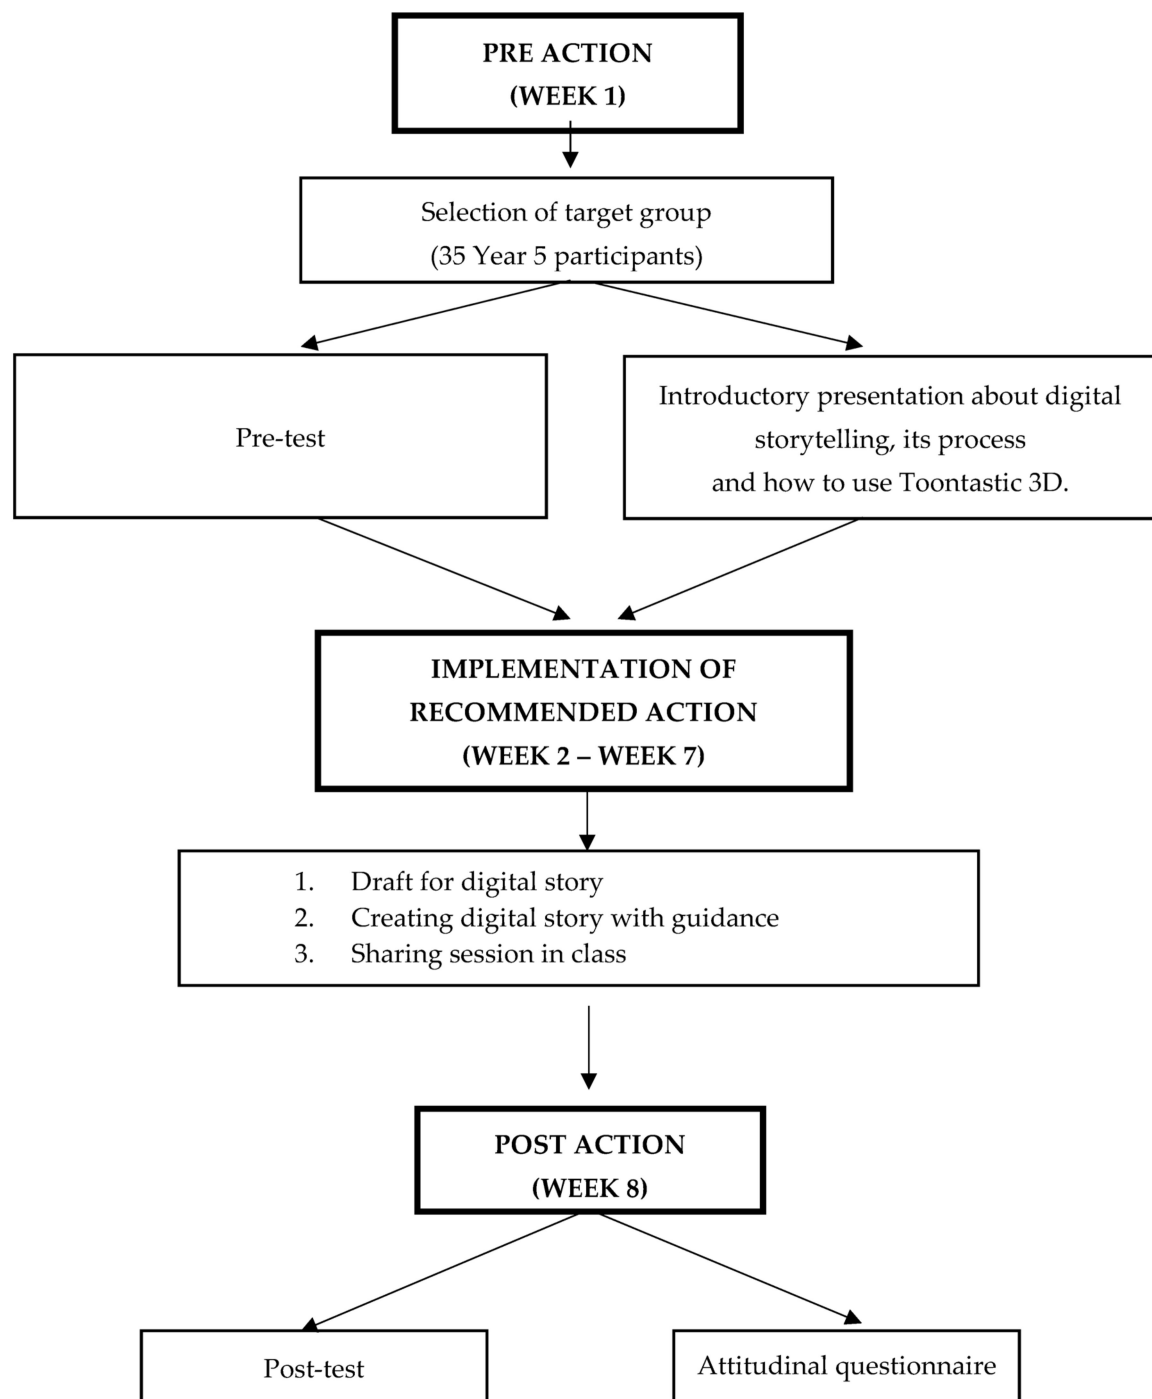 PRE ACTION
(WEEK 1)
Selection of target group
(35 Year 5 participants)
Pre-test
Introductory presentation about digital
storytelling, its process
and how to use Toontastic 3D.
IMPLEMENTATION OF
RECOMMENDED ACTION
(WEEK 2 – WEEK 7)
1. Draft for digital story
2. Creating digital story with guidance
3. Sharing session in class
POST ACTION
(WEEK 8)
Post-test
Attitudinal questionnaire